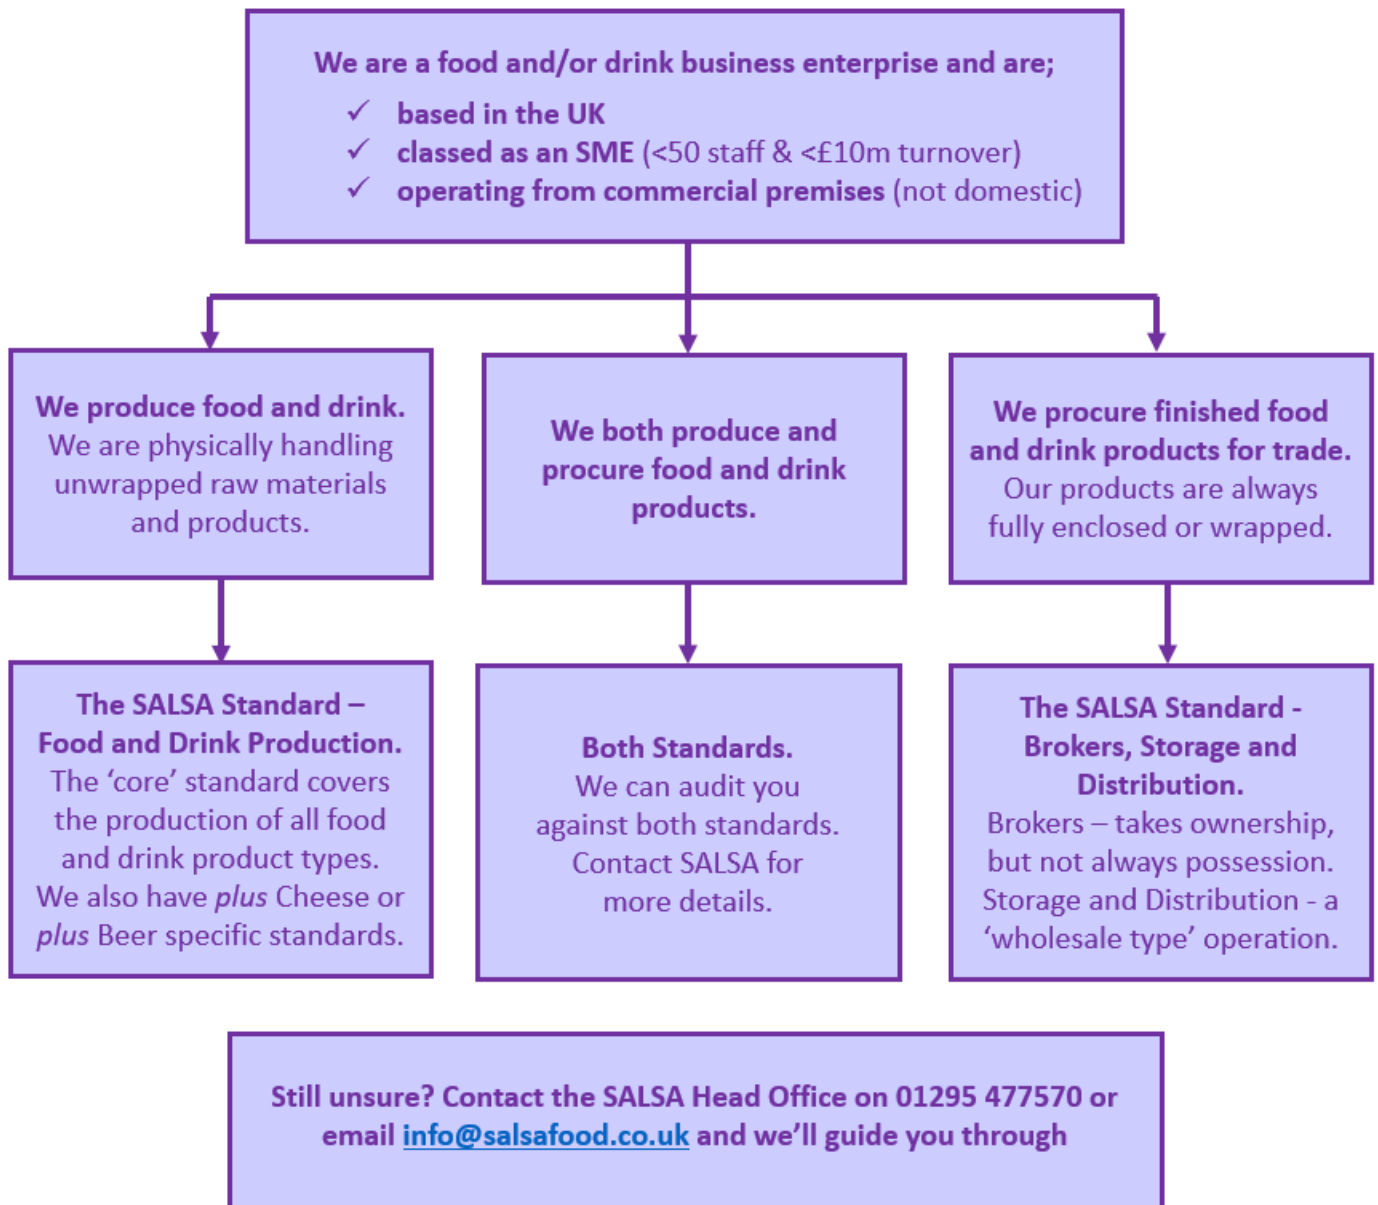 We are a food and/or drink business enterprise and are;
✓ based in the UK
✓ classed as an SME (<50 staff & <£10m turnover)
✓ operating from commercial premises (not domestic)
We produce food and drink.
We are physically handling
unwrapped raw materials
and products.
We both produce and
procure food and drink
products.
We procure finished food
and drink products for trade.
Our products are always
fully enclosed or wrapped.
The SALSA Standard –
Food and Drink Production.
The ‘core’ standard covers
the production of all food
and drink product types.
We also have plus Cheese or
plus Beer specific standards.
Both Standards.
We can audit you
against both standards.
Contact SALSA for
more details.
The SALSA Standard -
Brokers, Storage and
Distribution.
Brokers – takes ownership,
but not always possession.
Storage and Distribution - a
‘wholesale type’ operation.
Still unsure? Contact the SALSA Head Office on 01295 477570 or
email info@salsafood.co.uk and we’ll guide you through